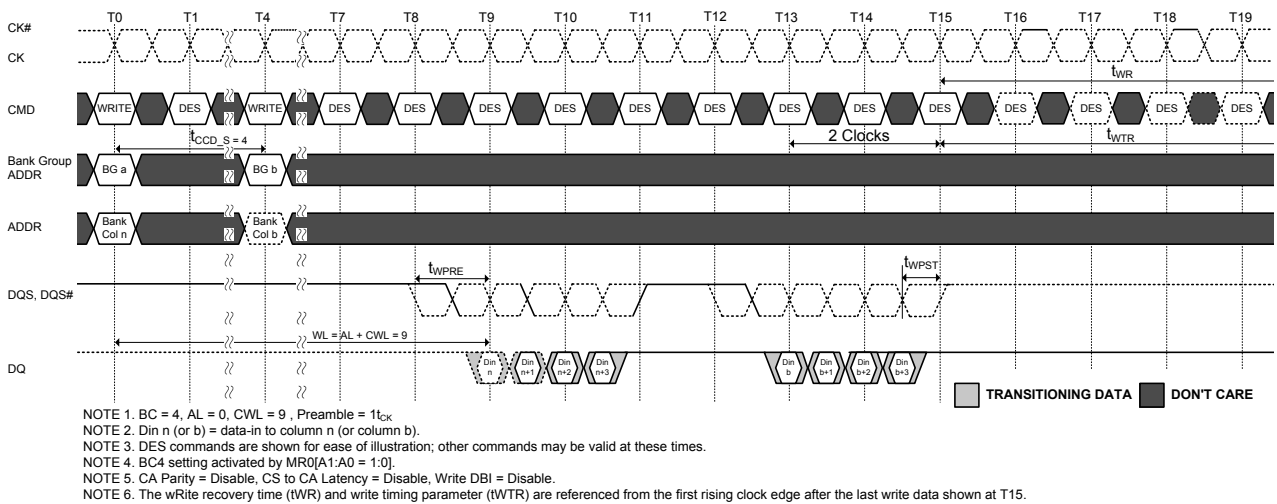 T0 T1 T4 T7 T8 T9 T10 T11 T12 T13 T14 T15 T16 T17 T18 T19
CK#
CK
tWR
CMD WRITE DES WRITE DES DES DES DES DES DES DES DES DES DES DES DES DES
tCCD_S = 4
2 Clocks
tWTR
Bank Group
ADDR
BG a BG b
ADDR
Bank Col n
Bank Col b
tWPRE
tWPST
DQS, DQS#
WL = AL + CWL = 9
DQ
Din n
Din n+1
Din n+2
Din n+3
Din b
Din b+1
Din b+2
Din b+3
TRANSITIONING DATA DON'T CARE
NOTE 1. BC = 4, AL = 0, CWL = 9 , Preamble = 1tCK
NOTE 2. Din n (or b) = data-in to column n (or column b).
NOTE 3. DES commands are shown for ease of illustration; other commands may be valid at these times.
NOTE 4. BC4 setting activated by MR0[A1:A0 = 1:0].
NOTE 5. CA Parity = Disable, CS to CA Latency = Disable, Write DBI = Disable.
NOTE 6. The wRite recovery time (tWR) and write timing parameter (tWTR) are referenced from the first rising clock edge after the last write data shown at T15.